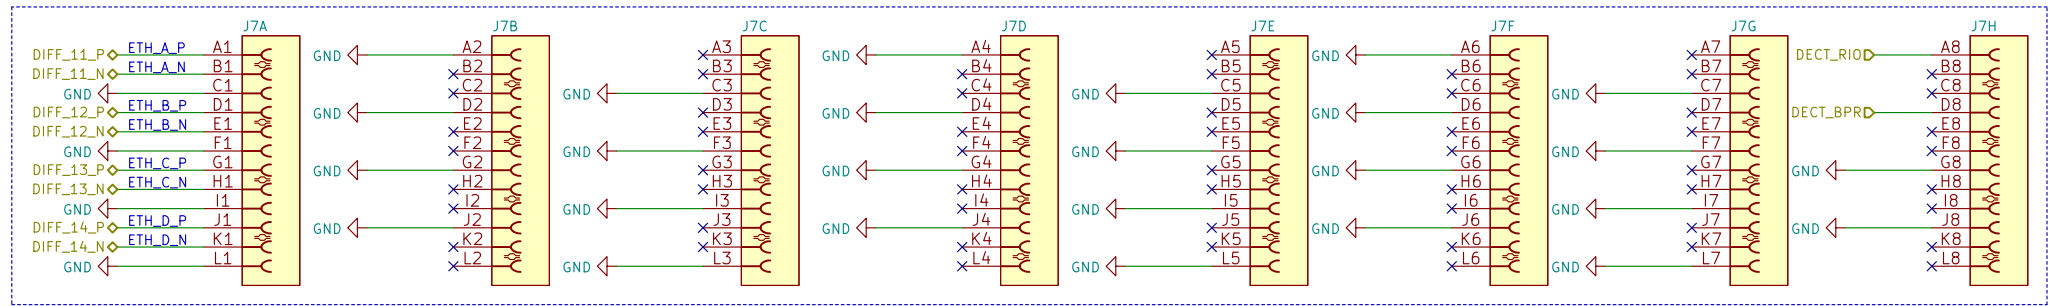 J7A J7B J7C J7D J7E J7F J7G J7H
DIFF_11_P ETH_A_P A1 GND A2 A3 GND A4 A5 GND A6 A7 DECT_RIO A8
DIFF_11_N ETH_A_N B1 B2 B3 B4 B5 B6 B7 B8
GND C1 C2 GND C3 C4 GND C5 C6 GND C7 C8
DIFF_12_P ETH_B_P D1 GND D2 D3 GND D4 D5 GND D6 D7 DECT_BPR D8
DIFF_12_N ETH_B_N E1 E2 E3 E4 E5 E6 E7 E8
GND F1 F2 GND F3 F4 GND F5 F6 GND F7 F8
DIFF_13_P ETH_C_P G1 GND G2 G3 GND G4 G5 GND G6 G7 GND G8
DIFF_13_N ETH_C_N H1 H2 H3 H4 H5 H6 H7 H8
GND I1 I2 GND I3 I4 GND I5 I6 GND I7 I8
DIFF_14_P ETH_D_P J1 GND J2 J3 GND J4 J5 GND J6 J7 GND J8
DIFF_14_N ETH_D_N K1 K2 K3 K4 K5 K6 K7 K8
GND L1 L2 GND L3 L4 GND L5 L6 GND L7 L8